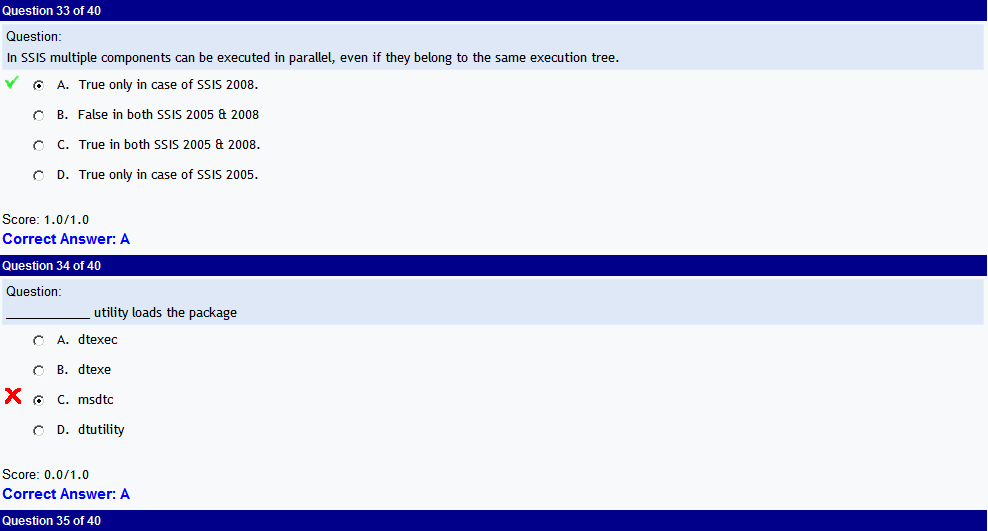 Question 33 of 40
Question:
In SSIS multiple components can be executed in parallel, even if they belong to the same execution tree.
A. True only in case of SSIS 2008.
B. False in both SSIS 2005 & 2008
C. True in both SSIS 2005 & 2008.
D. True only in case of SSIS 2005.
Score: 1.0/1.0
Correct Answer: A
Question 34 of 40
Question:
____________ utility loads the package
A. dtexec
B. dtexe
C. msdtc
D. dtutility
Score: 0.0/1.0
Correct Answer: A
Question 35 of 40